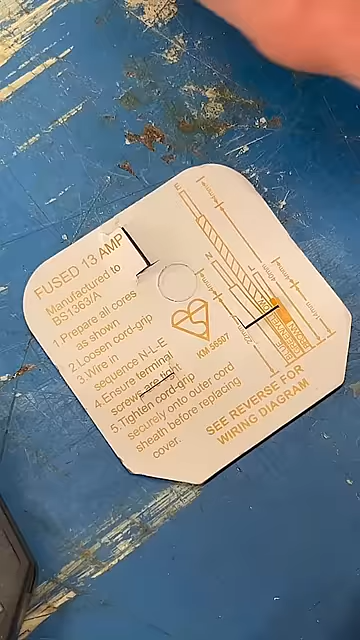 FUSED 13 AMP
Manufactured to
BS1363/A
1 Prepare all cores
as shown
2. Loosen cord-grip
3. Wire in
sequence N-L-E
4. Ensure terminal
screws are tight
5. Tighten cord-grip
securely onto outer cord
sheath before replacing
cover.
E
N
L
KM 56507
SEE REVERSE FOR
WIRING DIAGRAM